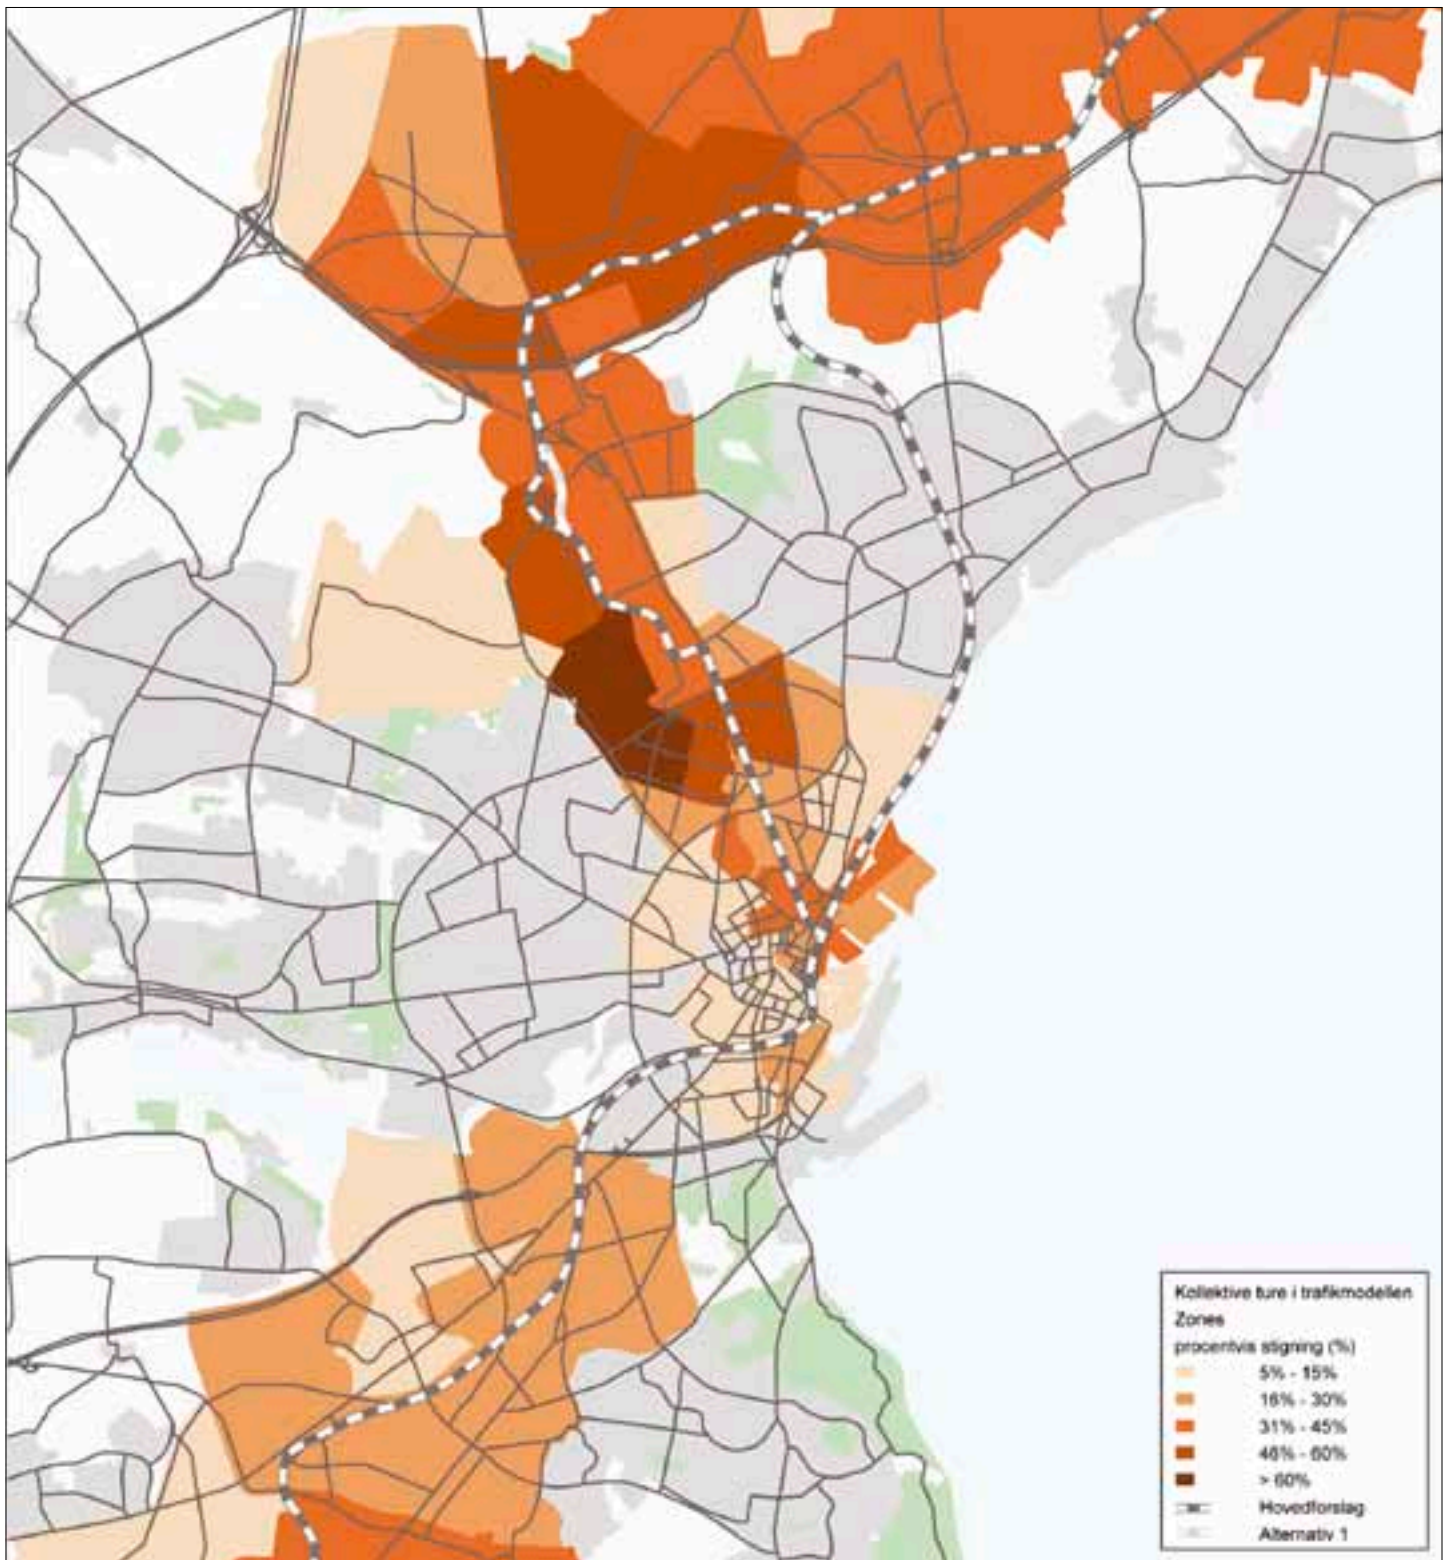 Kollektive ture i trafikmodellen
Zones
procentvis stigning (%)
5% - 15%
16% - 30%
31% - 45%
46% - 60%
> 60%
Hovedforslag
Alternativ 1